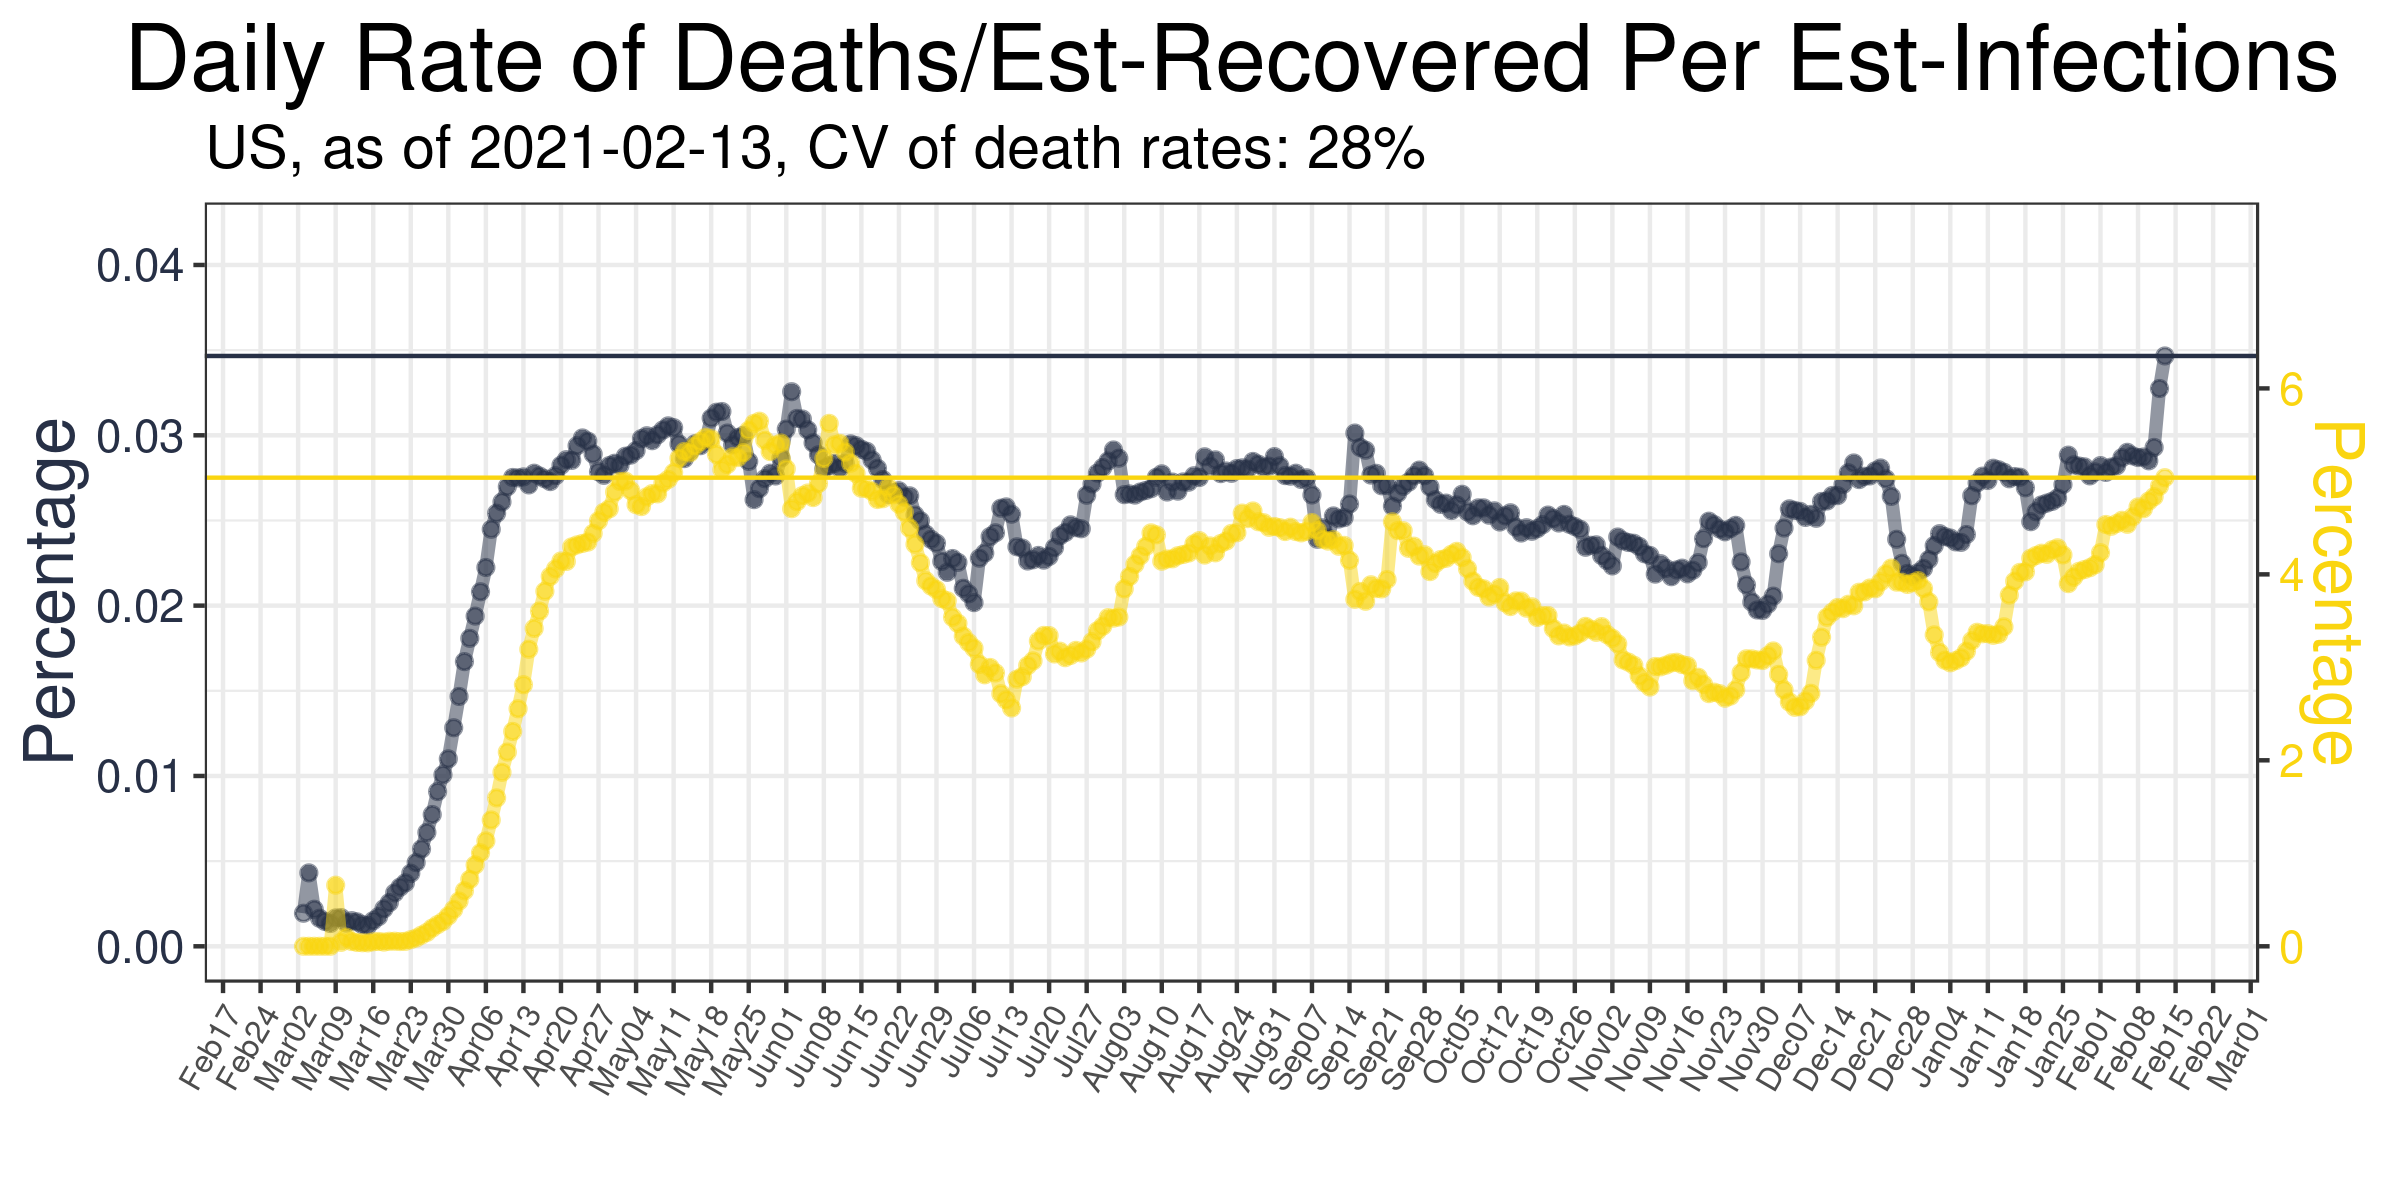 Daily Rate of Deaths/Est-Recovered Per Est-Infections
US, as of 2021-02-13, CV of death rates: 28%
Percentage
0.04
0.03
0.02
0.01
0.00
6
4
2
0
Percentage
Feb17
Feb24
Mar02
Mar09
Mar16
Mar23
Mar30
Apr06
Apr13
Apr20
Apr27
May04
May11
May18
May25
Jun01
Jun08
Jun15
Jun22
Jun29
Jul06
Jul13
Jul20
Jul27
Aug03
Aug10
Aug17
Aug24
Aug31
Sep07
Sep14
Sep21
Sep28
Oct05
Oct12
Oct19
Oct26
Nov02
Nov09
Nov16
Nov23
Nov30
Dec07
Dec14
Dec21
Dec28
Jan04
Jan11
Jan18
Jan25
Feb01
Feb08
Feb15
Feb22
Mar01